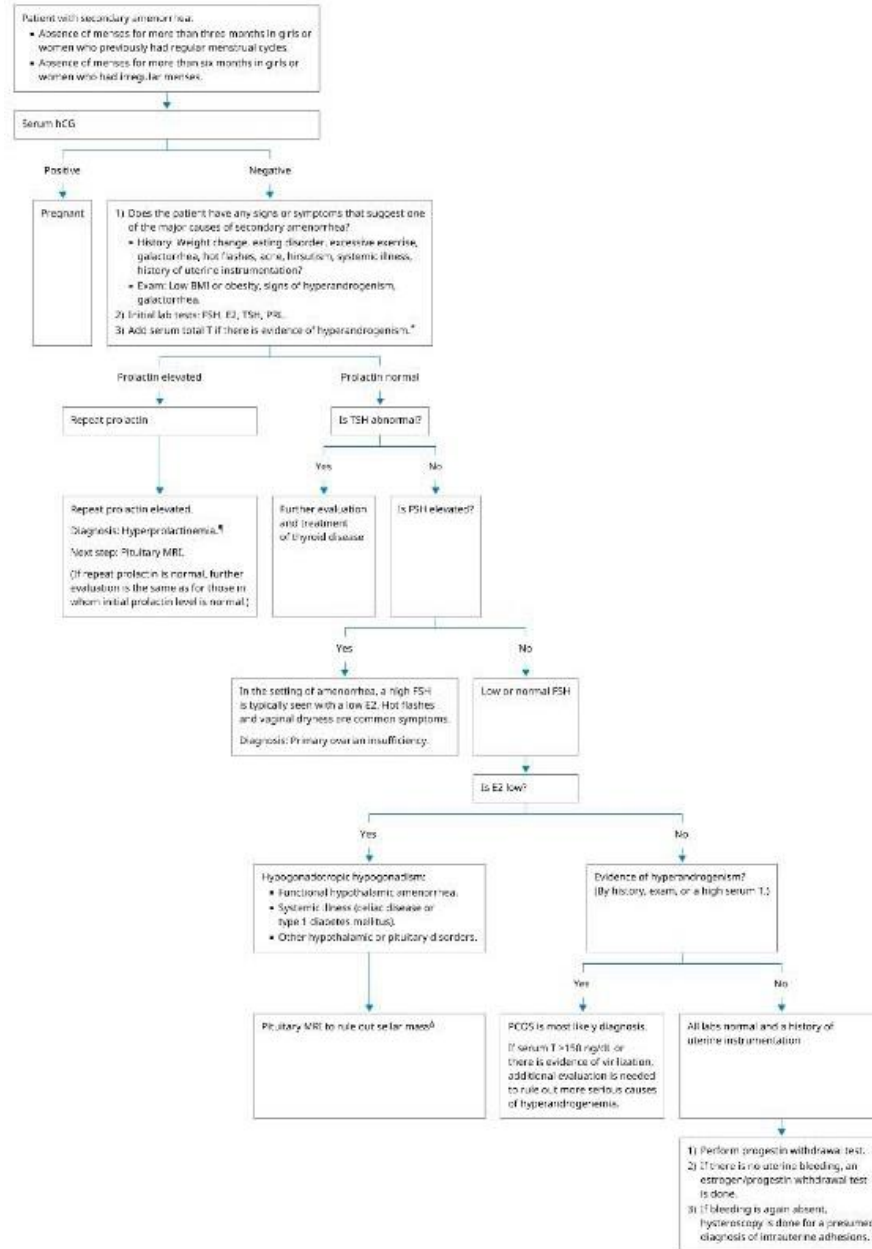 Patient with secondary amenorrhea:
▪ Absence of menses for more than three months in girls or
women who previously had regular menstrual cycles.
▪ Absence of menses for more than six months in girls or
women who had irregular menses.
Serum hCG
Positive
Negative
Pregnant
1) Does the patient have any signs or symptoms that suggest one
of the major causes of secondary amenorrhea?
▪ History: Weight change, eating disorder, excessive exercise,
galactorrhea, hot flashes, acne, hirsutism, systemic illness,
history of uterine instrumentation?
▪ Exam: Low BMI or obesity, signs of hyperandrogenism,
galactorrhea.
2) Initial lab tests: FSH, E2, TSH, PRL.
3) Add serum total T if there is evidence of hyperandrogenism.*
Prolactin elevated
Prolactin normal
Repeat prolactin
Is TSH abnormal?
Yes
No
Repeat prolactin elevated.
Diagnosis: Hyperprolactinemia.¶
Next step: Pituitary MRI.
(If repeat prolactin is normal, further
evaluation is the same as for those in
whom initial prolactin level is normal.)
Further evaluation
and treatment
of thyroid disease
Is FSH elevated?
Yes
No
In the setting of amenorrhea, a high FSH
is typically seen with a low E2. Hot flashes
and vaginal dryness are common symptoms.
Diagnosis: Primary ovarian insufficiency.
Low or normal FSH
Is E2 low?
Yes
No
Hypogonadotropic hypogonadism:
▪ Functional hypothalamic amenorrhea.
▪ Systemic illness (celiac disease or
type 1 diabetes mellitus).
▪ Other hypothalamic or pituitary disorders.
Evidence of hyperandrogenism?
(By history, exam, or a high serum T.)
Yes
No
Pituitary MRI to rule out sellar massΔ
PCOS is most likely diagnosis.
If serum T >150 ng/dL or
there is evidence of virilization,
additional evaluation is needed
to rule out more serious causes
of hyperandrogenemia.
All labs normal and a history of
uterine instrumentation
1) Perform progestin withdrawal test.
2) If there is no uterine bleeding, an
estrogen/progestin withdrawal test
is done.
3) If bleeding is again absent,
hysteroscopy is done for a presumed
diagnosis of intrauterine adhesions.